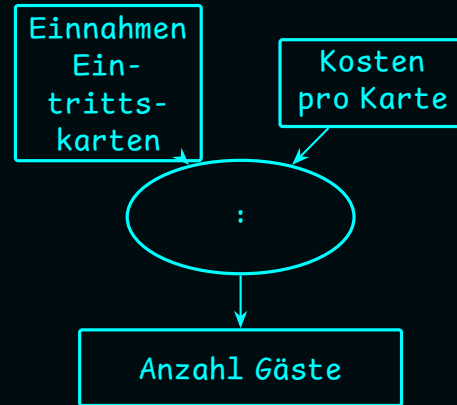 Einnahmen
Ein-
tritts-
karten
Kosten
pro Karte
:
Anzahl Gäste